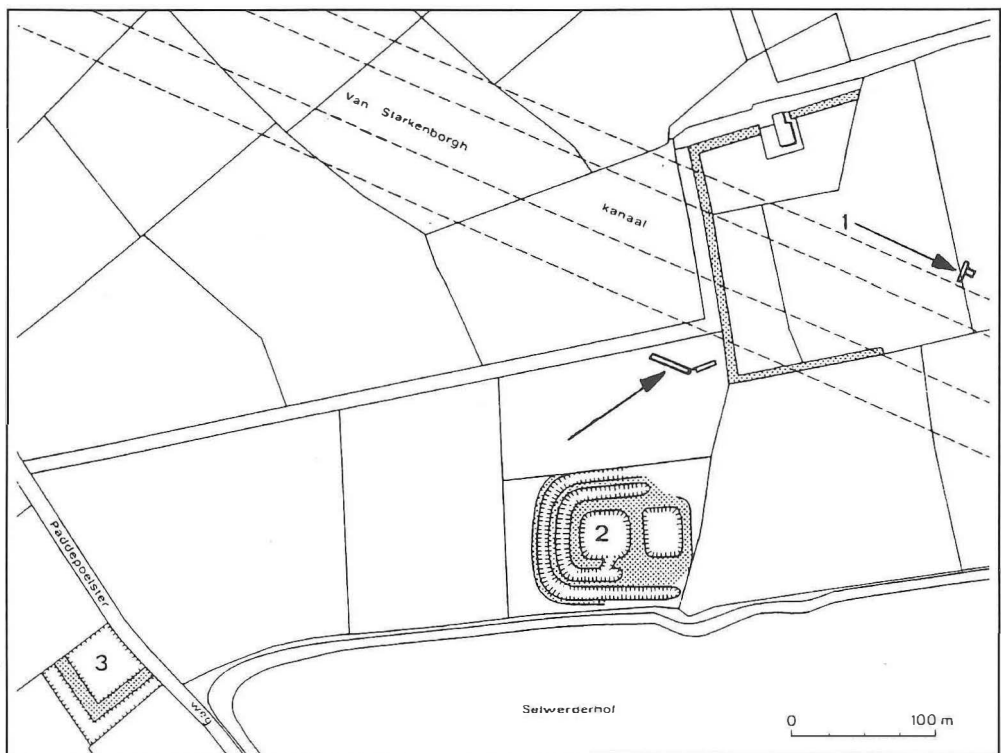 Van Starkenborgh
kanaal
1
2
3
Paddepoelster
weg
Selwerderhof
0 100 m